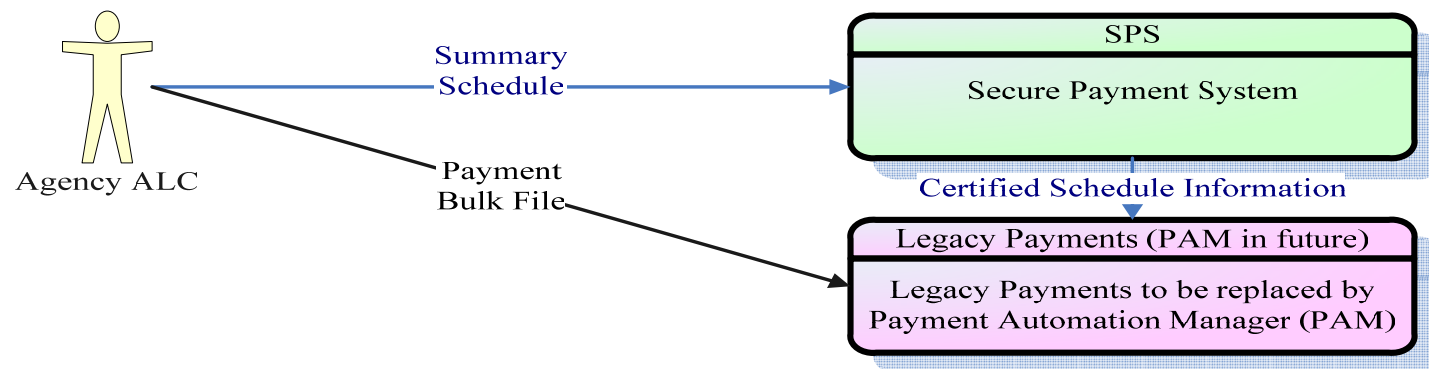 SPS
Summary
Schedule
Secure Payment System
Agency ALC
Payment
Bulk File
Certified Schedule Information
Legacy Payments (PAM in future)
Legacy Payments to be replaced by
Payment Automation Manager (PAM)